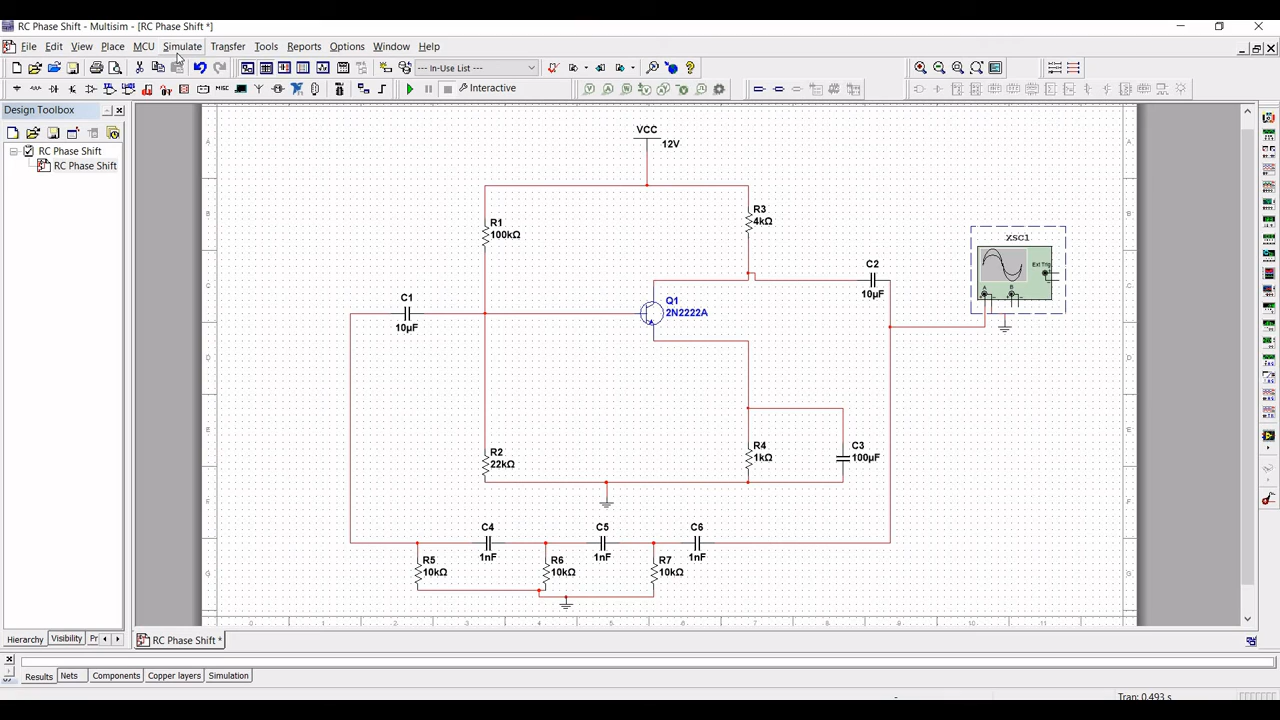 RC Phase Shift - Multisim - [RC Phase Shift *]
File Edit View Place MCU Simulate Transfer Tools Reports Options Window Help
--- In-Use List ---
Interactive
Design Toolbox
RC Phase Shift
RC Phase Shift
VCC
12V
R1
100kΩ
R3
4kΩ
C2
10µF
XSC1
Ext Trig
A
B
C1
10µF
Q1
2N2222A
R2
22kΩ
R4
1kΩ
C3
100µF
C4
1nF
C5
1nF
C6
1nF
R5
10kΩ
R6
10kΩ
R7
10kΩ
Hierarchy Visibility Pr
RC Phase Shift *
Results Nets Components Copper layers Simulation
Tran: 0.493 s